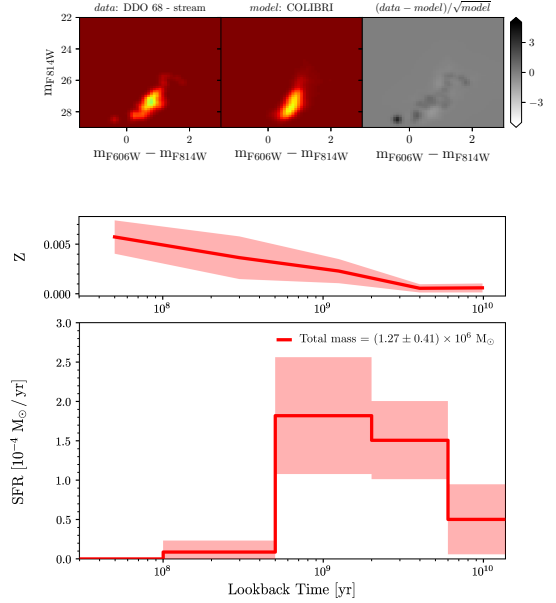 data: DDO 68 - stream
model: COLIBRI
(data − model)/√model
22
24
26
28
m_F814W
0
2
0
2
0
2
m_F606W − m_F814W
m_F606W − m_F814W
m_F606W − m_F814W
3
0
−3
0.005
0.000
Z
10^8
10^9
10^10
3.0
2.5
2.0
1.5
1.0
0.5
0.0
SFR [10^−4 M_⊙ / yr]
Total mass = (1.27 ± 0.41) × 10^6 M_⊙
10^8
10^9
10^10
Lookback Time [yr]